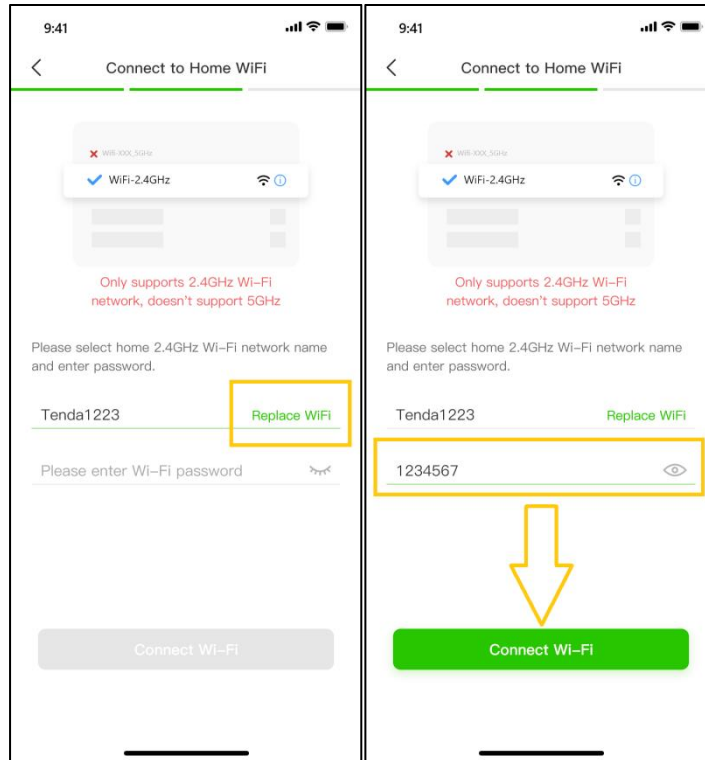 9:41
Connect to Home WiFi
WiFi-XXX_5GHz
WiFi-2.4GHz
Only supports 2.4GHz Wi-Fi
network, doesn't support 5GHz
Please select home 2.4GHz Wi-Fi network name
and enter password.
Tenda1223 Replace WiFi
Please enter Wi-Fi password
Connect Wi-Fi
9:41
Connect to Home WiFi
WiFi-XXX_5GHz
WiFi-2.4GHz
Only supports 2.4GHz Wi-Fi
network, doesn't support 5GHz
Please select home 2.4GHz Wi-Fi network name
and enter password.
Tenda1223 Replace WiFi
1234567
Connect Wi-Fi